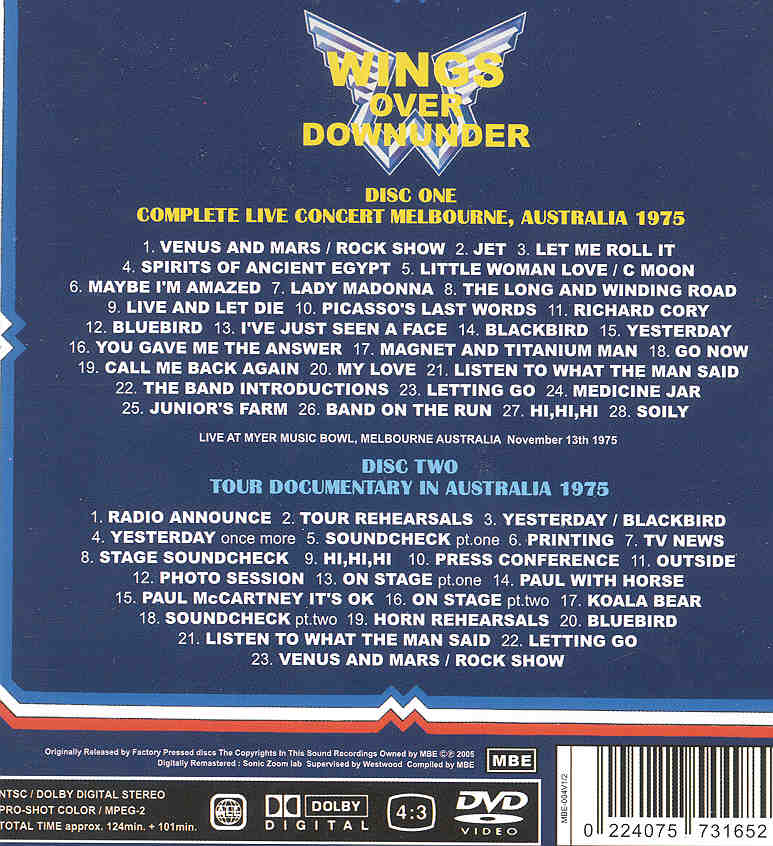 WINGS
OVER
DOWNUNDER
DISC ONE
COMPLETE LIVE CONCERT MELBOURNE, AUSTRALIA 1975
1. VENUS AND MARS / ROCK SHOW 2. JET 3. LET ME ROLL IT
4. SPIRITS OF ANCIENT EGYPT 5. LITTLE WOMAN LOVE / C MOON
6. MAYBE I'M AMAZED 7. LADY MADONNA 8. THE LONG AND WINDING ROAD
9. LIVE AND LET DIE 10. PICASSO'S LAST WORDS 11. RICHARD CORY
12. BLUEBIRD 13. I'VE JUST SEEN A FACE 14. BLACKBIRD 15. YESTERDAY
16. YOU GAVE ME THE ANSWER 17. MAGNET AND TITANIUM MAN 18. GO NOW
19. CALL ME BACK AGAIN 20. MY LOVE 21. LISTEN TO WHAT THE MAN SAID
22. THE BAND INTRODUCTIONS 23. LETTING GO 24. MEDICINE JAR
25. JUNIOR'S FARM 26. BAND ON THE RUN 27. HI,HI,HI 28. SOILY
LIVE AT MYER MUSIC BOWL, MELBOURNE AUSTRALIA November 13th 1975
DISC TWO
TOUR DOCUMENTARY IN AUSTRALIA 1975
1. RADIO ANNOUNCE 2. TOUR REHEARSALS 3. YESTERDAY / BLACKBIRD
4. YESTERDAY once more 5. SOUNDCHECK pt.one 6. PRINTING 7. TV NEWS
8. STAGE SOUNDCHECK 9. HI,HI,HI 10. PRESS CONFERENCE 11. OUTSIDE
12. PHOTO SESSION 13. ON STAGE pt.one 14. PAUL WITH HORSE
15. PAUL McCARTNEY IT'S OK 16. ON STAGE pt.two 17. KOALA BEAR
18. SOUNDCHECK pt.two 19. HORN REHEARSALS 20. BLUEBIRD
21. LISTEN TO WHAT THE MAN SAID 22. LETTING GO
23. VENUS AND MARS / ROCK SHOW
Originally Released by Factory Pressed discs The Copyrights In This Sound Recordings Owned by MBE ©℗ 2005
Digitally Remastered : Sonic Zoom lab Supervised by Westwood Compiled by MBE
MBE
NTSC / DOLBY DIGITAL STEREO
PRO-SHOT COLOR / MPEG-2
TOTAL TIME approx. 124min. + 101min.
ALL
DOLBY
DIGITAL
4:3
DVD
VIDEO
MBE-004V1/2
0 224075 731652